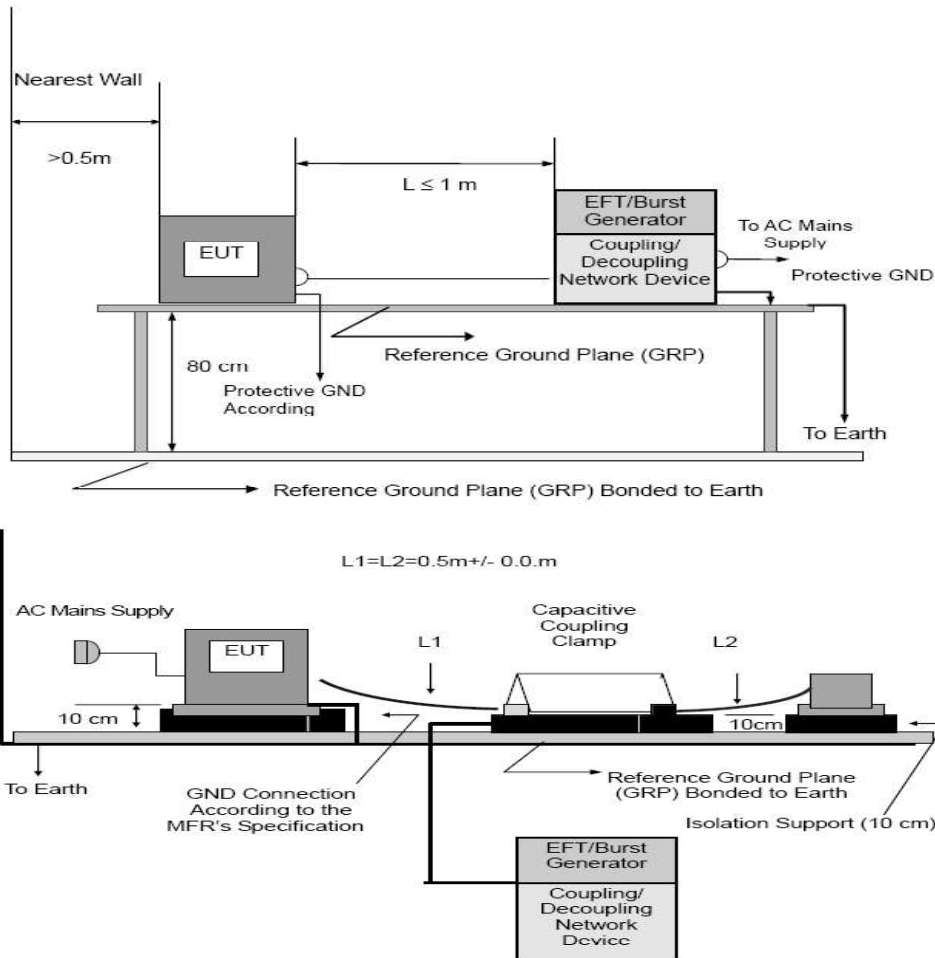 Nearest Wall
>0.5m
L ≤ 1 m
EFT/Burst
Generator
EUT
Coupling/
Decoupling
Network Device
To AC Mains
Supply
Protective GND
Reference Ground Plane (GRP)
80 cm
Protective GND
According
To Earth
Reference Ground Plane (GRP) Bonded to Earth
L1=L2=0.5m+/- 0.0.m
AC Mains Supply
EUT
L1
Capacitive
Coupling
Clamp
L2
10 cm
10cm
To Earth
GND Connection
According to the
MFR's Specification
Reference Ground Plane
(GRP) Bonded to Earth
Isolation Support (10 cm)
EFT/Burst
Generator
Coupling/
Decoupling
Network
Device